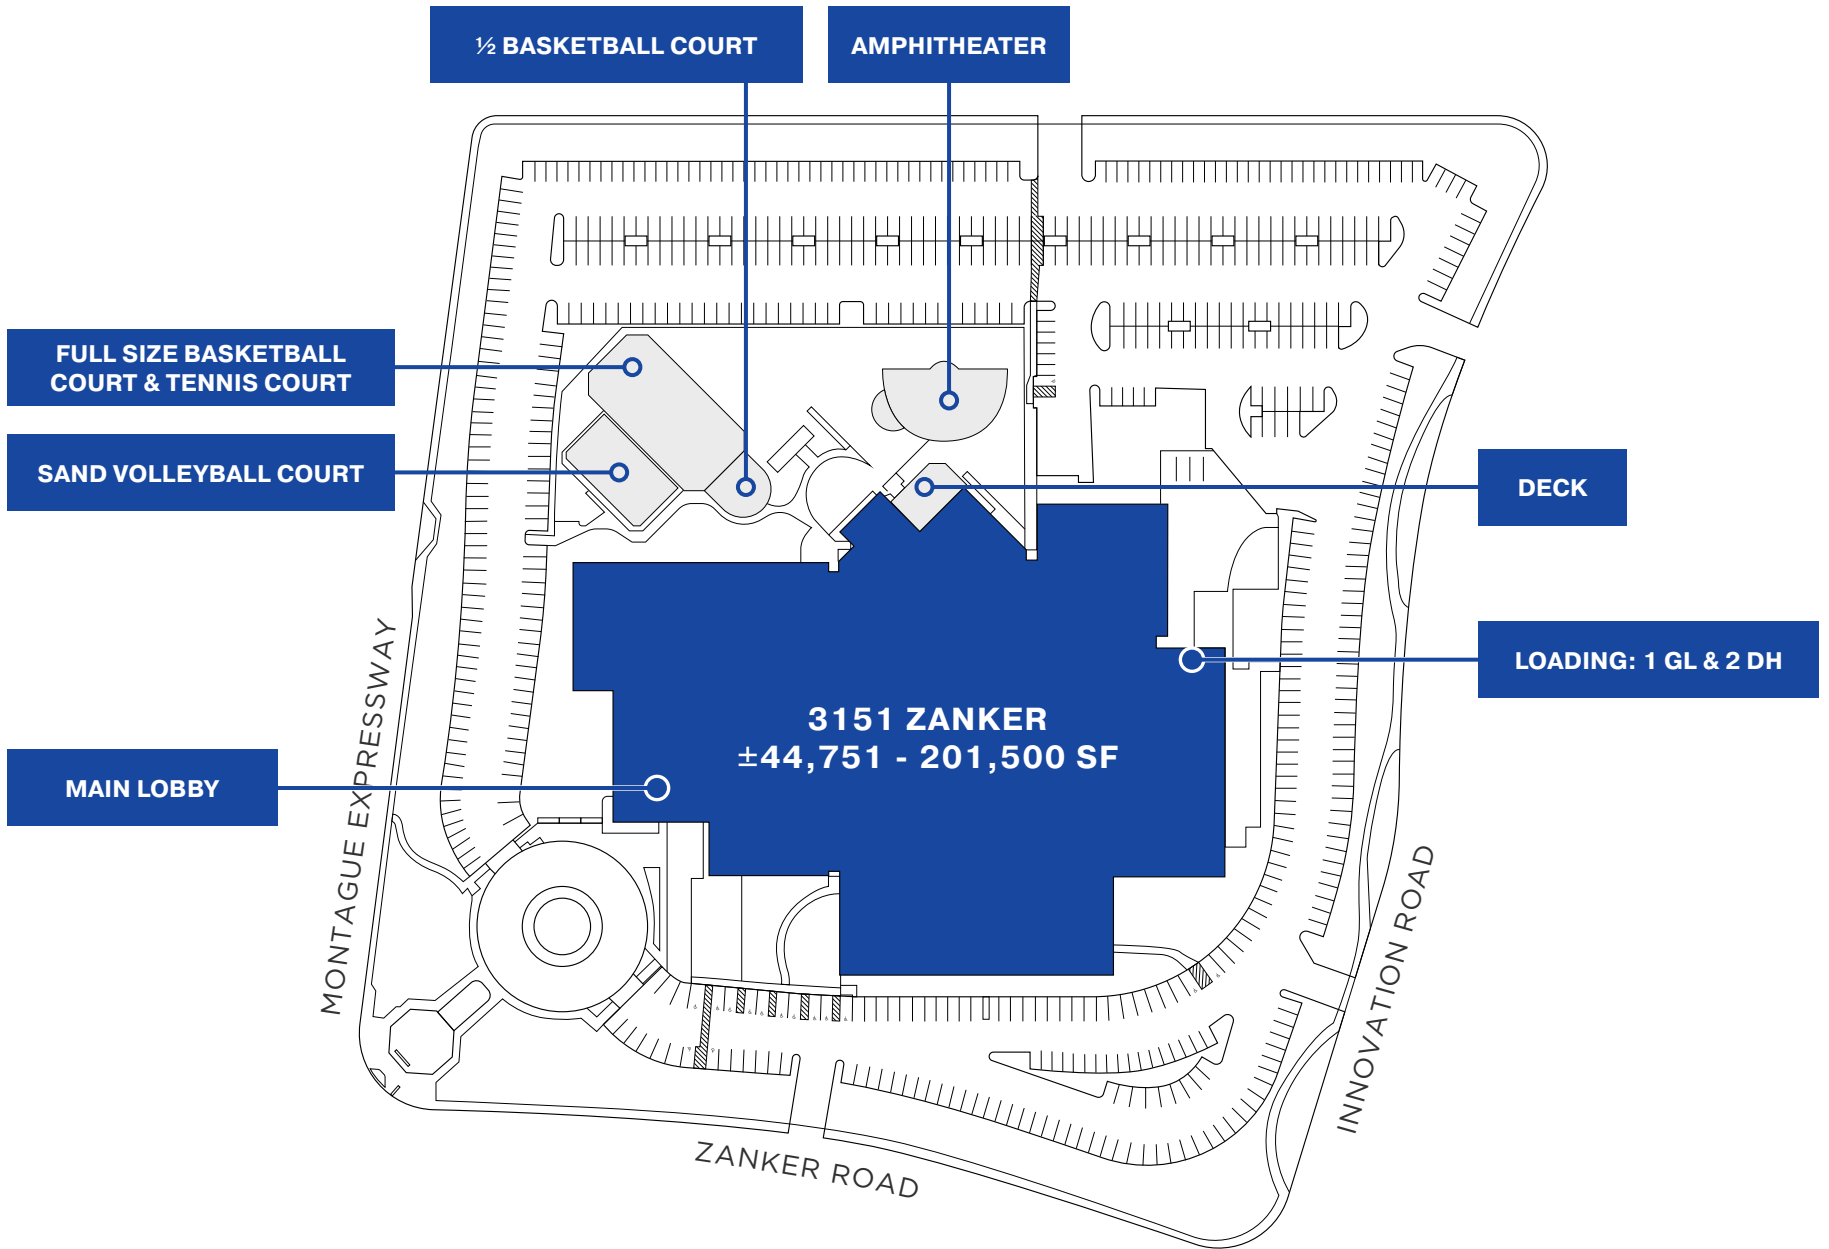 ½ BASKETBALL COURT
AMPHITHEATER
FULL SIZE BASKETBALL
COURT & TENNIS COURT
SAND VOLLEYBALL COURT
DECK
LOADING: 1 GL & 2 DH
3151 ZANKER
±44,751 - 201,500 SF
MAIN LOBBY
MONTAGUE EXPRESSWAY
INNOVATION ROAD
ZANKER ROAD